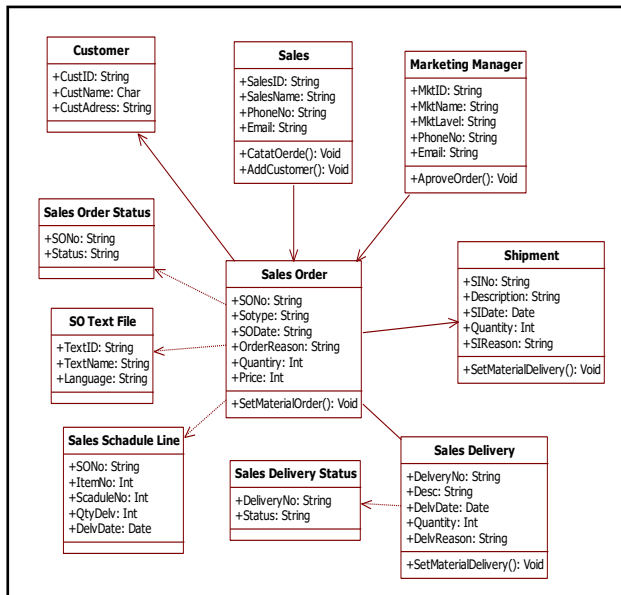 Customer
+CustID: String
+CustName: Char
+CustAdress: String
Sales
+SalesID: String
+SalesName: String
+PhoneNo: String
+Email: String
+CatatOerde(): Void
+AddCustomer(): Void
Marketing Manager
+MktID: String
+MktName: String
+MktLavel: String
+PhoneNo: String
+Email: String
+AproveOrder(): Void
Sales Order Status
+SONo: String
+Status: String
Sales Order
+SONo: String
+Sotype: String
+SODate: String
+OrderReason: String
+Quantiry: Int
+Price: Int
+SetMaterialOrder(): Void
Shipment
+SINo: String
+Description: String
+SIDate: Date
+Quantity: Int
+SIReason: String
+SetMaterialDelivery(): Void
SO Text File
+TextID: String
+TextName: String
+Language: String
Sales Schadule Line
+SONo: String
+ItemNo: Int
+ScaduleNo: Int
+QtyDelv: Int
+DelvDate: Date
Sales Delivery Status
+DeliveryNo: String
+Status: String
Sales Delivery
+DelveryNo: String
+Desc: String
+DelvDate: Date
+Quantity: Int
+DelvReason: String
+SetMaterialDelivery(): Void